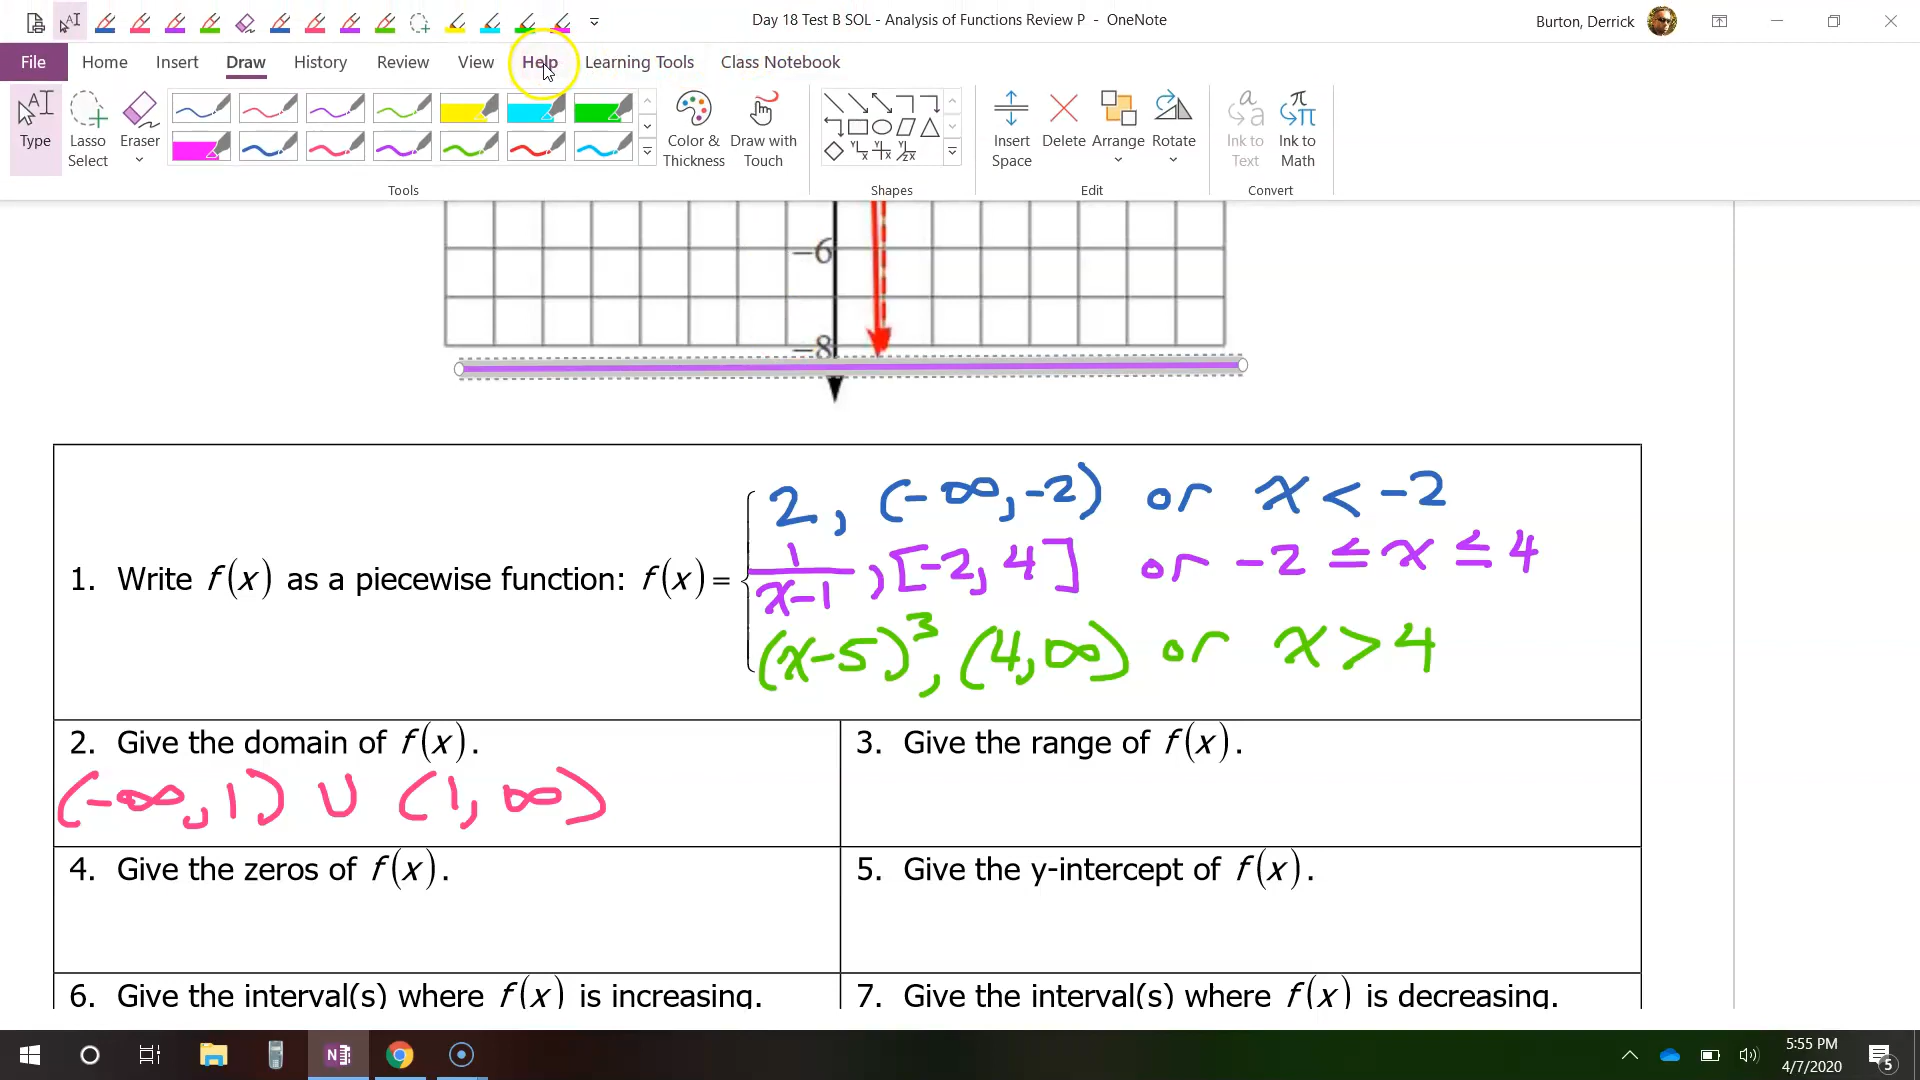 Day 18 Test B SOL - Analysis of Functions Review P - OneNote
Burton, Derrick
File Home Insert Draw History Review View Help Learning Tools Class Notebook
Type
Lasso Select
Eraser
Color & Thickness
Draw with Touch
Insert Space
Delete
Arrange
Rotate
Ink to Text
Ink to Math
Tools
Shapes
Edit
Convert
−6
−8
1. Write f(x) as a piecewise function: f(x)=
2, (-∞,-2) or x < -2
1/(x-1), [-2,4] or -2 ≤ x ≤ 4
(x-5)³, (4,∞) or x > 4
2. Give the domain of f(x).
(-∞,1) ∪ (1,∞)
3. Give the range of f(x).
4. Give the zeros of f(x).
5. Give the y-intercept of f(x).
6. Give the interval(s) where f(x) is increasing.
7. Give the interval(s) where f(x) is decreasing.
5:55 PM
4/7/2020
5